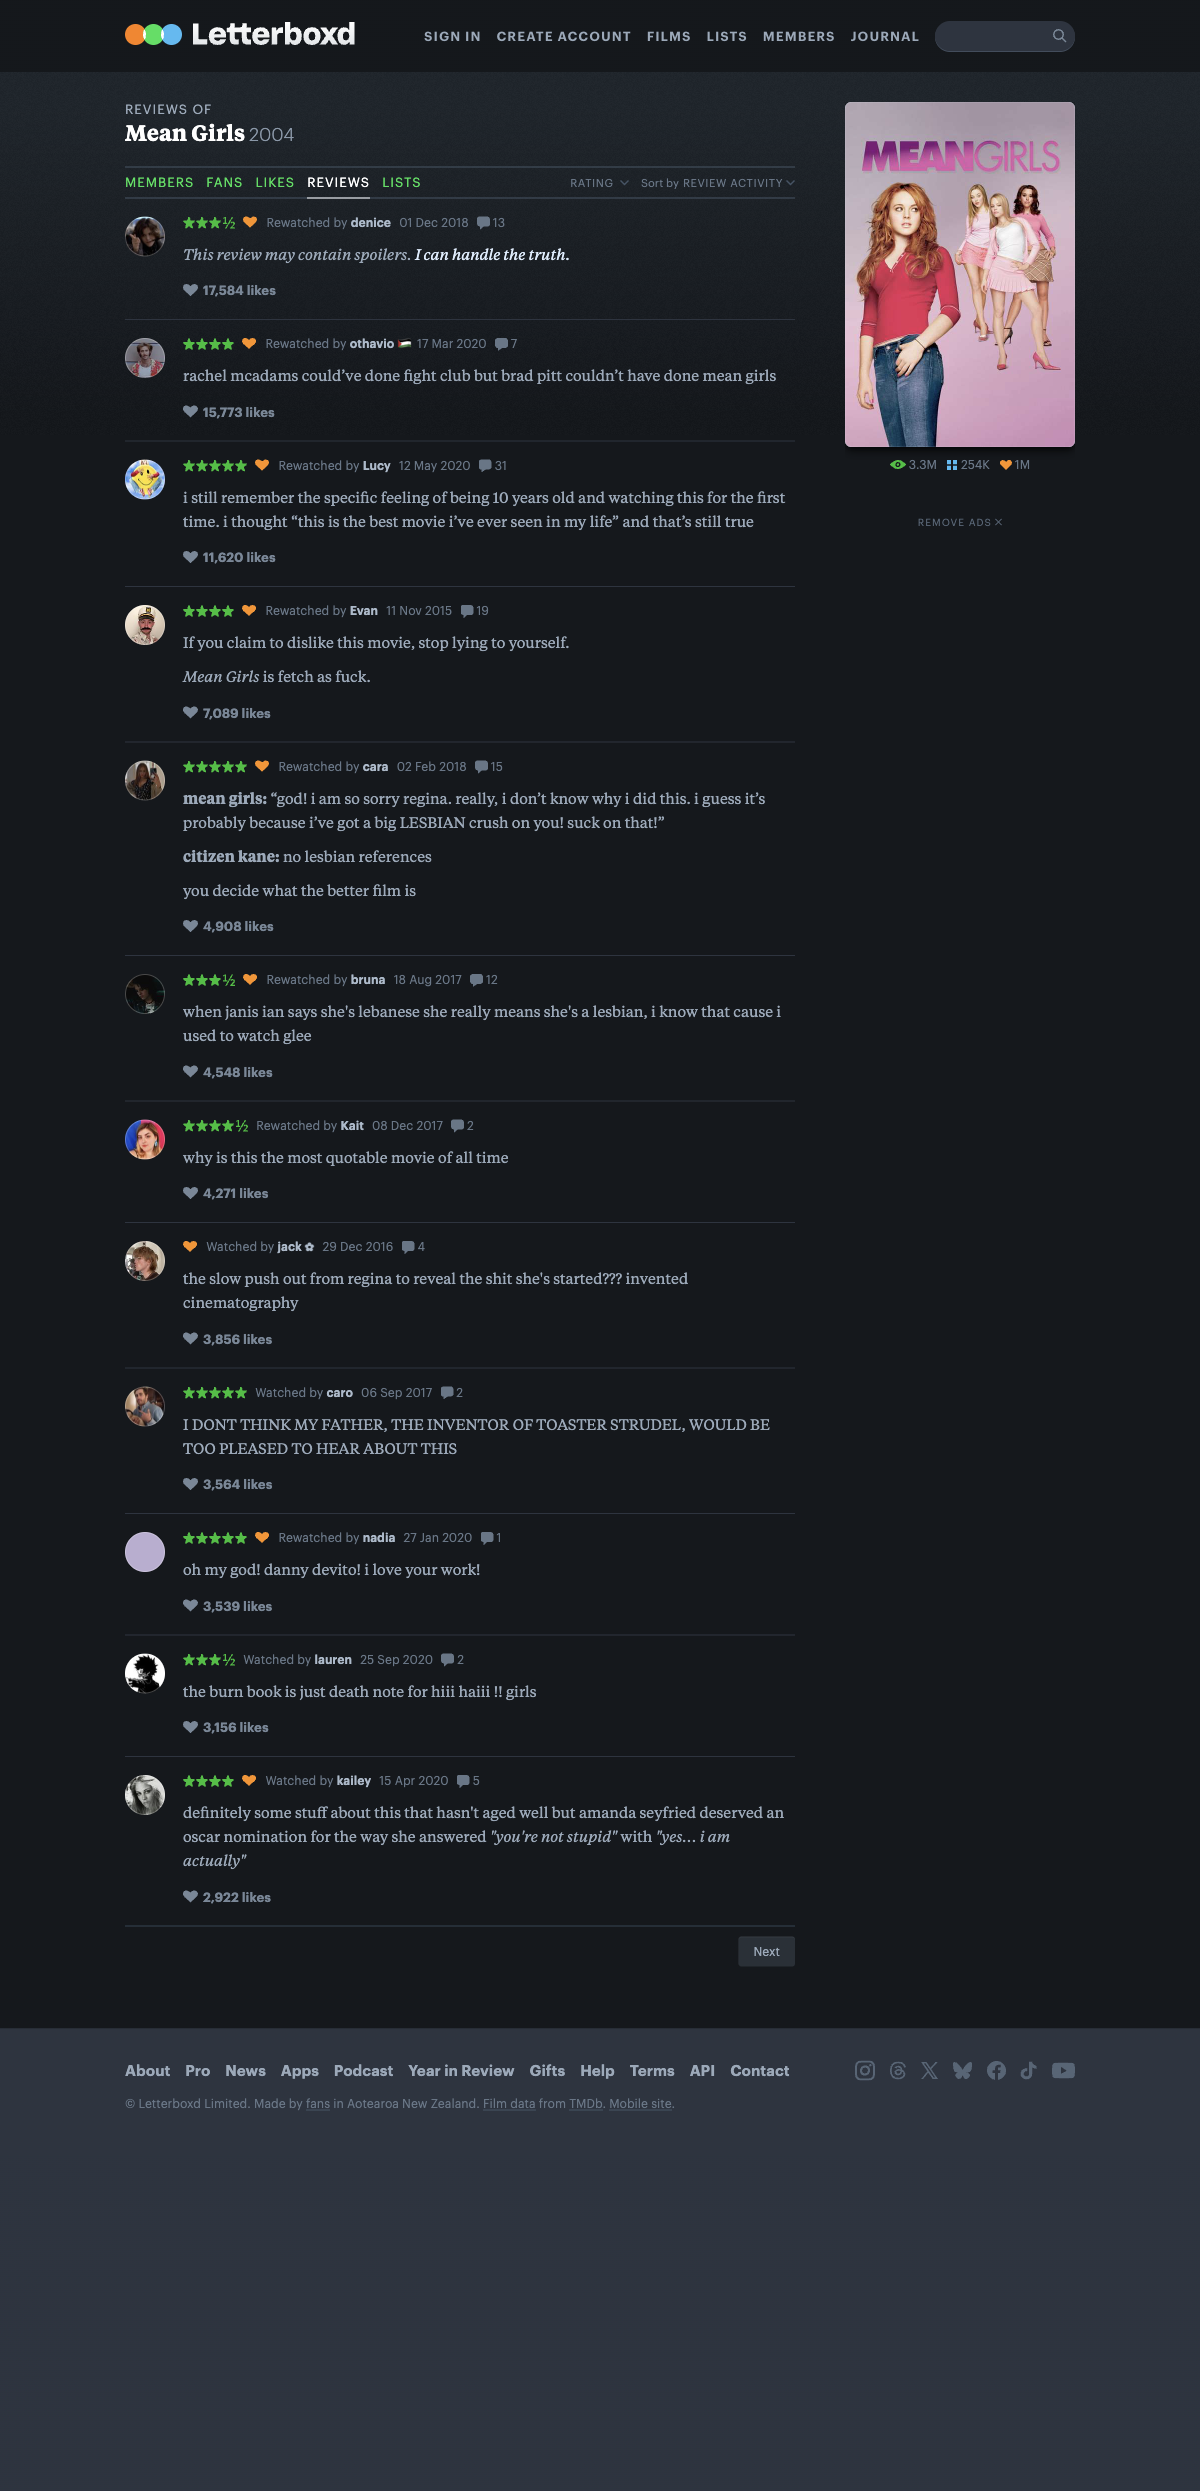 Letterboxd
SIGN IN CREATE ACCOUNT FILMS LISTS MEMBERS JOURNAL
REVIEWS OF
Mean Girls 2004
MEMBERS FANS LIKES REVIEWS LISTS RATING Sort by REVIEW ACTIVITY
★★★½ Rewatched by denice 01 Dec 2018 13
This review may contain spoilers. I can handle the truth.
17,584 likes
★★★★ Rewatched by othavio 🇵🇸 17 Mar 2020 7
rachel mcadams could’ve done fight club but brad pitt couldn’t have done mean girls
15,773 likes
★★★★★ Rewatched by Lucy 12 May 2020 31
i still remember the specific feeling of being 10 years old and watching this for the first
time. i thought “this is the best movie i’ve ever seen in my life” and that’s still true
11,620 likes
★★★★ Rewatched by Evan 11 Nov 2015 19
If you claim to dislike this movie, stop lying to yourself.
Mean Girls is fetch as fuck.
7,089 likes
★★★★★ Rewatched by cara 02 Feb 2018 15
mean girls: “god! i am so sorry regina. really, i don’t know why i did this. i guess it’s
probably because i’ve got a big LESBIAN crush on you! suck on that!”
citizen kane: no lesbian references
you decide what the better film is
4,908 likes
★★★½ Rewatched by bruna 18 Aug 2017 12
when janis ian says she's lebanese she really means she's a lesbian, i know that cause i
used to watch glee
4,548 likes
★★★★½ Rewatched by Kait 08 Dec 2017 2
why is this the most quotable movie of all time
4,271 likes
Watched by jack ✿ 29 Dec 2016 4
the slow push out from regina to reveal the shit she's started??? invented
cinematography
3,856 likes
★★★★★ Watched by caro 06 Sep 2017 2
I DONT THINK MY FATHER, THE INVENTOR OF TOASTER STRUDEL, WOULD BE
TOO PLEASED TO HEAR ABOUT THIS
3,564 likes
★★★★★ Rewatched by nadia 27 Jan 2020 1
oh my god! danny devito! i love your work!
3,539 likes
★★★½ Watched by lauren 25 Sep 2020 2
the burn book is just death note for hiii haiii !! girls
3,156 likes
★★★★ Watched by kailey 15 Apr 2020 5
definitely some stuff about this that hasn't aged well but amanda seyfried deserved an
oscar nomination for the way she answered "you're not stupid" with "yes... i am
actually"
2,922 likes
Next
MEAN GIRLS
3.3M 254K 1M
REMOVE ADS ×
About Pro News Apps Podcast Year in Review Gifts Help Terms API Contact
© Letterboxd Limited. Made by fans in Aotearoa New Zealand. Film data from TMDb. Mobile site.